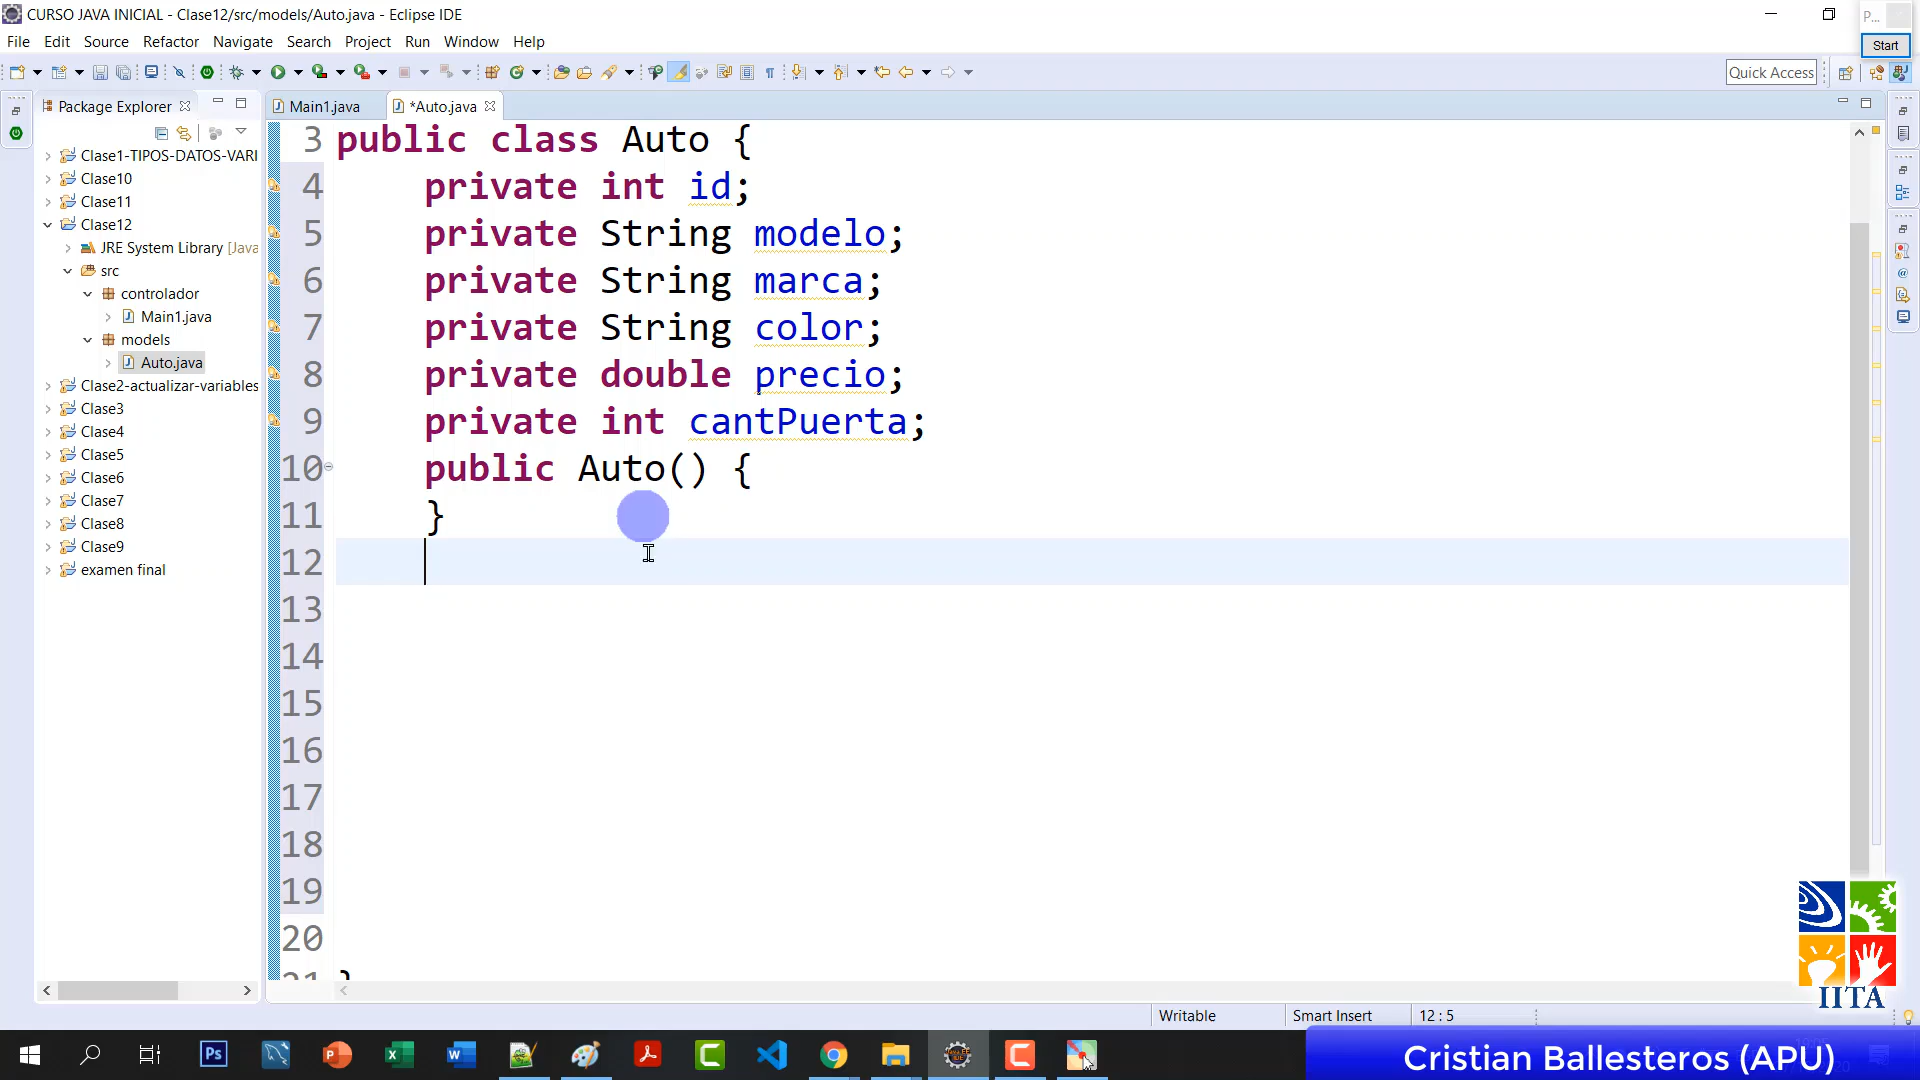 CURSO JAVA INICIAL - Clase12/src/models/Auto.java - Eclipse IDE
P...
File Edit Source Refactor Navigate Search Project Run Window Help
Start
Quick Access
Package Explorer
Main1.java
*Auto.java
Clase1-TIPOS-DATOS-VARI
Clase10
Clase11
Clase12
JRE System Library [Java
src
controlador
Main1.java
models
Auto.java
Clase2-actualizar-variables
Clase3
Clase4
Clase5
Clase6
Clase7
Clase8
Clase9
examen final
3 public class Auto {
4 private int id;
5 private String modelo;
6 private String marca;
7 private String color;
8 private double precio;
9 private int cantPuerta;
10 public Auto() {
11 }
12
13
14
15
16
17
18
19
20
21 }
IITA
Writable
Smart Insert
12 : 5
Cristian Ballesteros (APU)